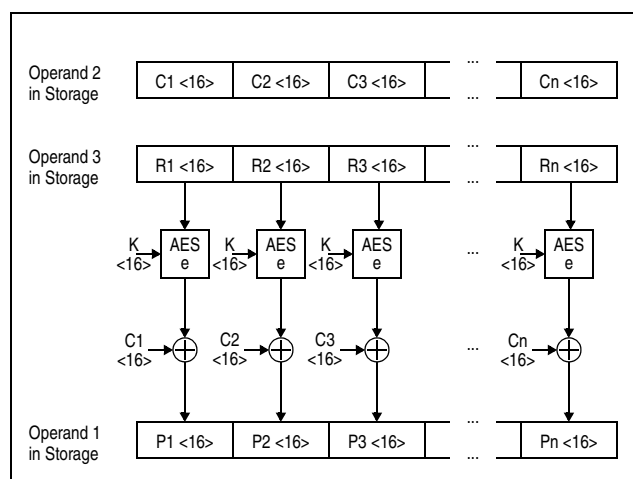 Operand 2 in Storage
C1 <16> C2 <16> C3 <16> ... ... Cn <16>
Operand 3 in Storage
R1 <16> R2 <16> R3 <16> ... ... Rn <16>
K <16> AES e K <16> AES e K <16> AES e ... K <16> AES e
C1 <16> C2 <16> C3 <16> ... Cn <16>
Operand 1 in Storage
P1 <16> P2 <16> P3 <16> ... ... Pn <16>